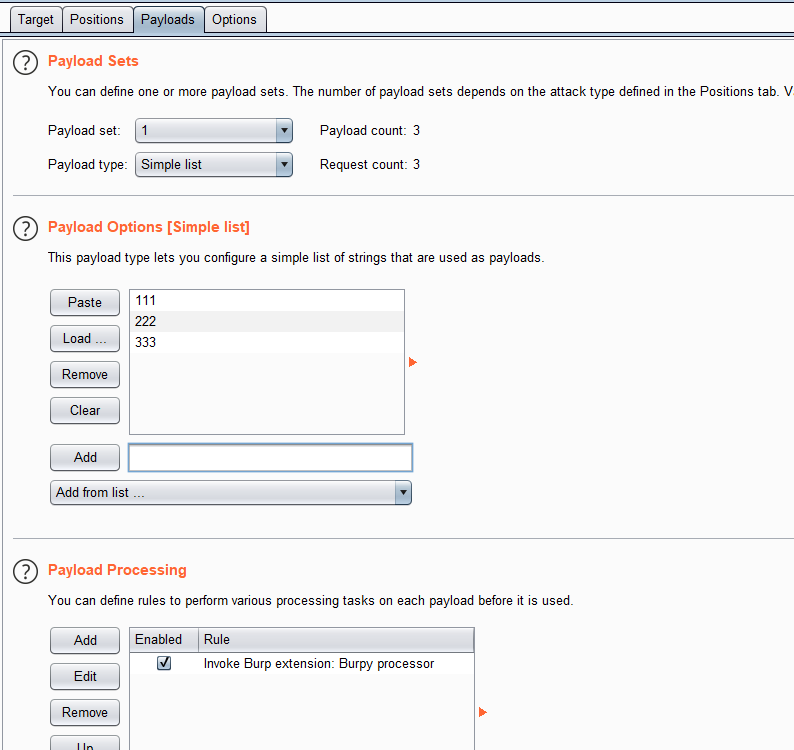 Target Positions Payloads Options
? Payload Sets
You can define one or more payload sets. The number of payload sets depends on the attack type defined in the Positions tab. V
Payload set: 1 Payload count: 3
Payload type: Simple list Request count: 3
? Payload Options [Simple list]
This payload type lets you configure a simple list of strings that are used as payloads.
Paste 111
222
Load ... 333
Remove
Clear
Add
Add from list ...
? Payload Processing
You can define rules to perform various processing tasks on each payload before it is used.
Add Enabled Rule
Invoke Burp extension: Burpy processor
Edit
Remove
Up